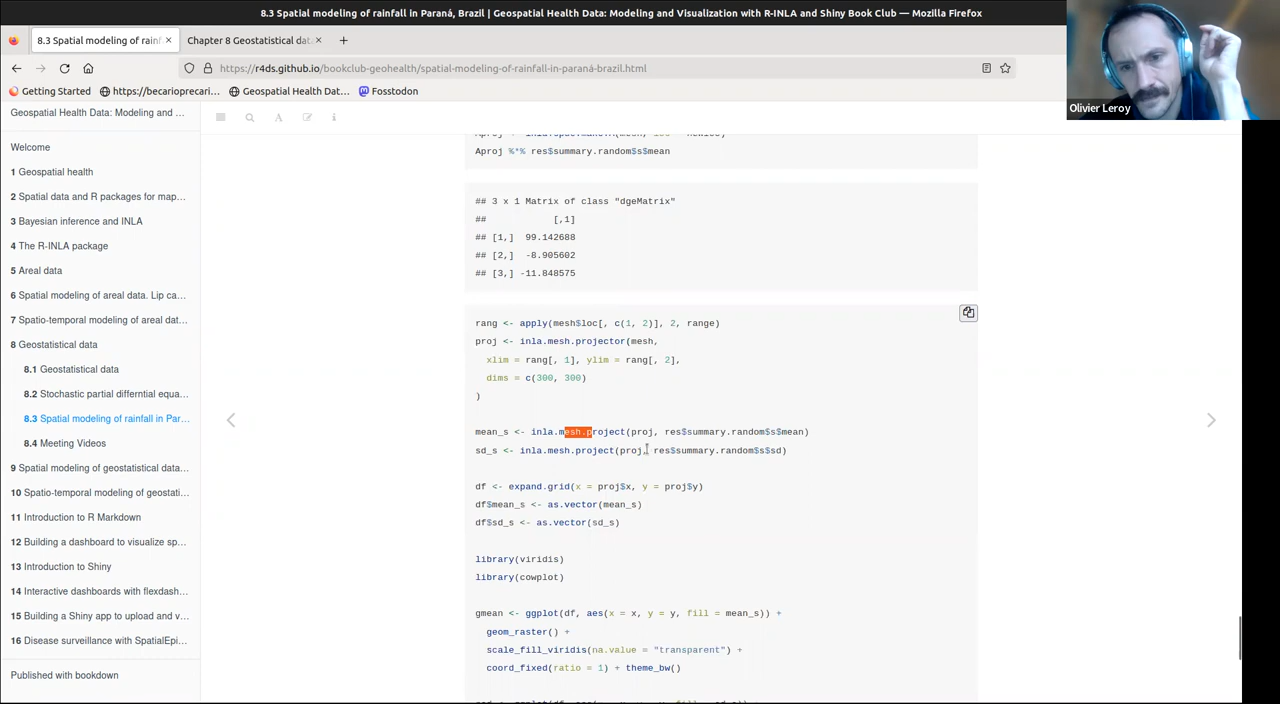 8.3 Spatial modeling of rainfall in Paraná, Brazil | Geospatial Health Data: Modeling and Visualization with R-INLA and Shiny Book Club — Mozilla Firefox
8.3 Spatial modeling of rainf
Chapter 8 Geostatistical dat
https://r4ds.github.io/bookclub-geohealth/spatial-modeling-of-rainfall-in-paraná-brazil.html
Getting Started
https://becarioprecari...
Geospatial Health Dat...
Fosstodon
Olivier Leroy
Geospatial Health Data: Modeling and ...
Welcome
1 Geospatial health
2 Spatial data and R packages for map...
3 Bayesian inference and INLA
4 The R-INLA package
5 Areal data
6 Spatial modeling of areal data. Lip ca...
7 Spatio-temporal modeling of areal dat...
8 Geostatistical data
8.1 Geostatistical data
8.2 Stochastic partial differntial equa...
8.3 Spatial modeling of rainfall in Par...
8.4 Meeting Videos
9 Spatial modeling of geostatistical data...
10 Spatio-temporal modeling of geostati...
11 Introduction to R Markdown
12 Building a dashboard to visualize sp...
13 Introduction to Shiny
14 Interactive dashboards with flexdash...
15 Building a Shiny app to upload and v...
16 Disease surveillance with SpatialEpi...
Published with bookdown
Aproj %*% res$summary.random$s$mean
## 3 x 1 Matrix of class "dgeMatrix"
## [,1]
## [1,] 99.142688
## [2,] -8.905602
## [3,] -11.848575
rang <- apply(mesh$loc[, c(1, 2)], 2, range)
proj <- inla.mesh.projector(mesh,
xlim = rang[, 1], ylim = rang[, 2],
dims = c(300, 300)
)
mean_s <- inla.mesh.project(proj, res$summary.random$s$mean)
sd_s <- inla.mesh.project(proj, res$summary.random$s$sd)
df <- expand.grid(x = proj$x, y = proj$y)
df$mean_s <- as.vector(mean_s)
df$sd_s <- as.vector(sd_s)
library(viridis)
library(cowplot)
gmean <- ggplot(df, aes(x = x, y = y, fill = mean_s)) +
geom_raster() +
scale_fill_viridis(na.value = "transparent") +
coord_fixed(ratio = 1) + theme_bw()